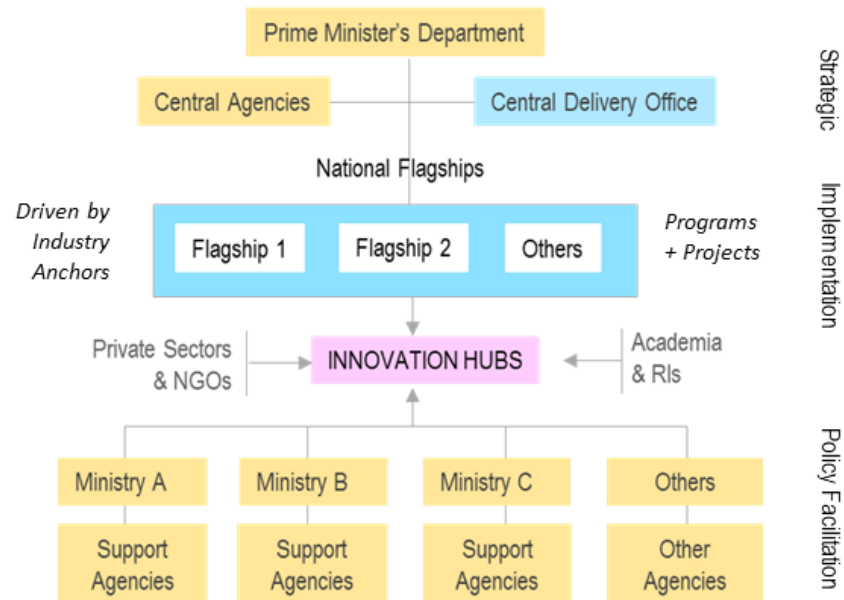 Prime Minister's Department
Central Agencies
Central Delivery Office
Strategic
National Flagships
Driven by
Industry
Anchors
Flagship 1
Flagship 2
Others
Programs
+ Projects
Implementation
Private Sectors
& NGOs
INNOVATION HUBS
Academia
& RIs
Ministry A
Ministry B
Ministry C
Others
Support
Agencies
Support
Agencies
Support
Agencies
Other
Agencies
Policy Facilitation